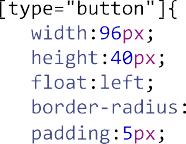 [type="button"]{
width:96px;
height:40px;
float:left;
border-radius:
padding:5px;